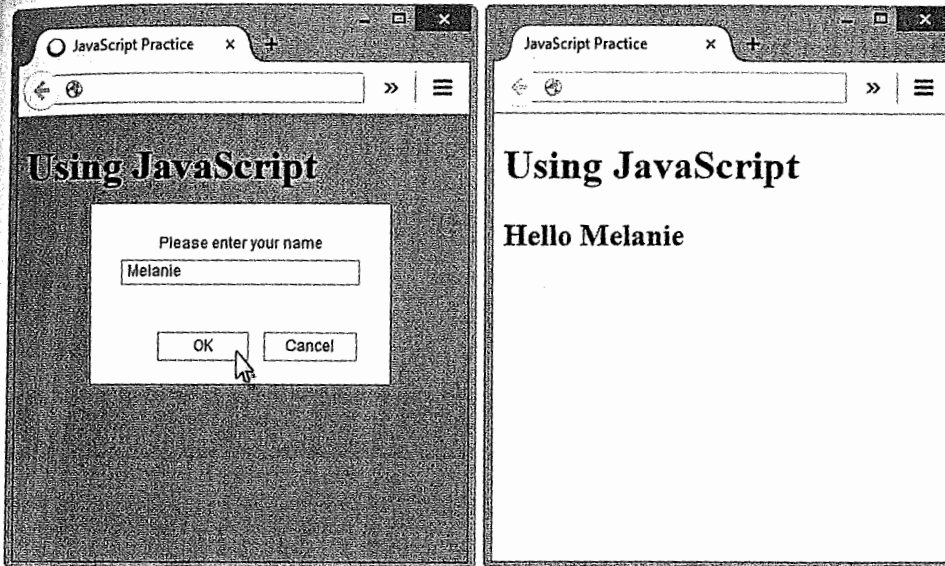 JavaScript Practice
Using JavaScript
Please enter your name
Melanie
OK Cancel
JavaScript Practice
Using JavaScript
Hello Melanie